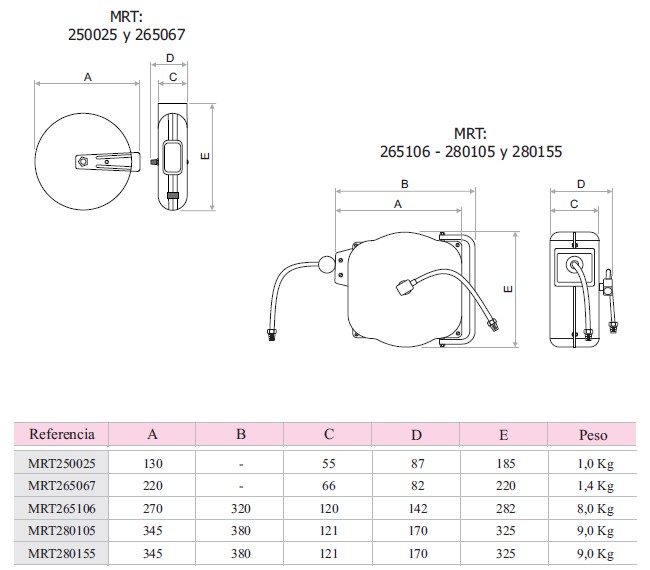 MRT:
250025 y 265067
D
A
C
E
MRT:
265106 - 280105 y 280155
B
D
A
C
E
Referencia A B C D E Peso
MRT250025 130 - 55 87 185 1,0 Kg
MRT265067 220 - 66 82 220 1,4 Kg
MRT265106 270 320 120 142 282 8,0 Kg
MRT280105 345 380 121 170 325 9,0 Kg
MRT280155 345 380 121 170 325 9,0 Kg